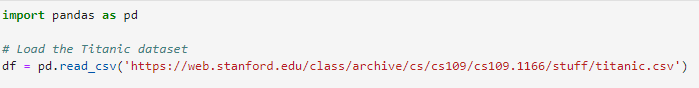 import pandas as pd
# Load the Titanic dataset
df = pd.read_csv('https://web.stanford.edu/class/archive/cs/cs109/cs109.1166/stuff/titanic.csv')